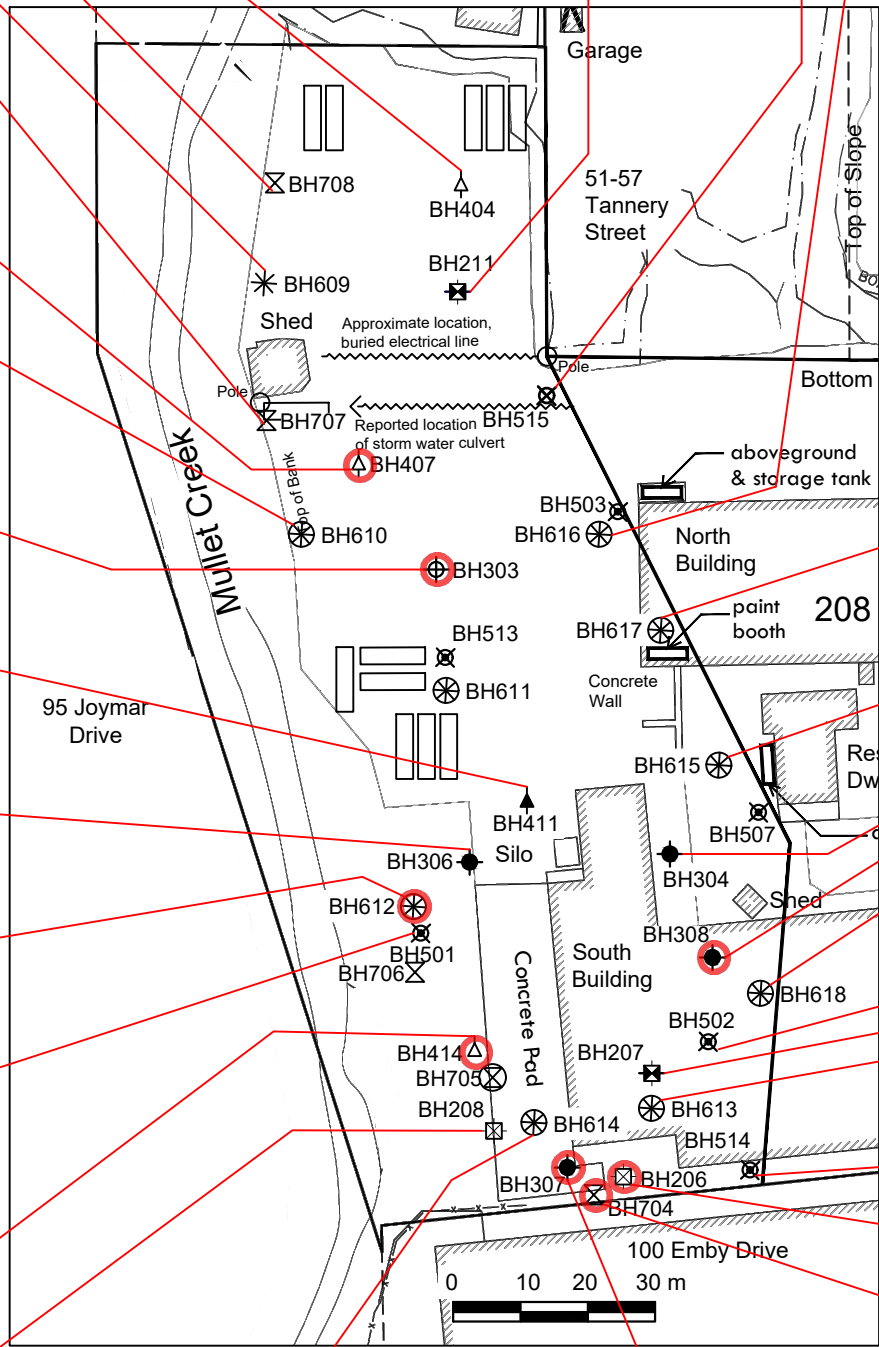 Garage
51-57
Tannery
Street
Top of Slope
BH708
BH404
BH211
BH609
Shed
Approximate location,
buried electrical line
Pole
Bottom
Pole
BH707
Reported location
of storm water culvert
BH515
BH407
Top of Bank
Mullet Creek
aboveground
& storage tank
BH503
BH610
BH616
North
Building
BH303
208
paint
booth
BH617
BH513
BH611
Concrete
Wall
95 Joymar
Drive
BH615
BH411
BH507
BH306
Silo
BH304
BH612
Shed
BH308
BH501
BH706
South
Building
Concrete Pad
BH618
BH502
BH414
BH705
BH207
BH208
BH614
BH613
BH514
BH307
BH206
BH704
100 Emby Drive
0 10 20 30 m